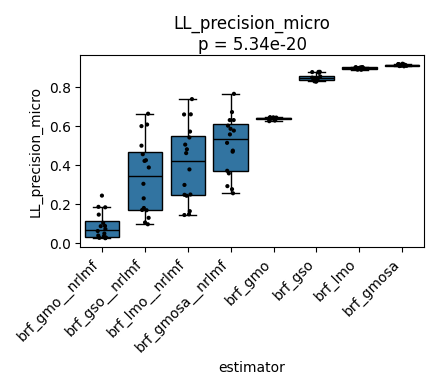 LL_precision_micro
p = 5.34e-20
LL_precision_micro
0.8
0.6
0.4
0.2
0.0
brf_gmo__nrlmf
brf_gso__nrlmf
brf_lmo__nrlmf
brf_gmosa__nrlmf
brf_gmo
brf_gso
brf_lmo
brf_gmosa
estimator